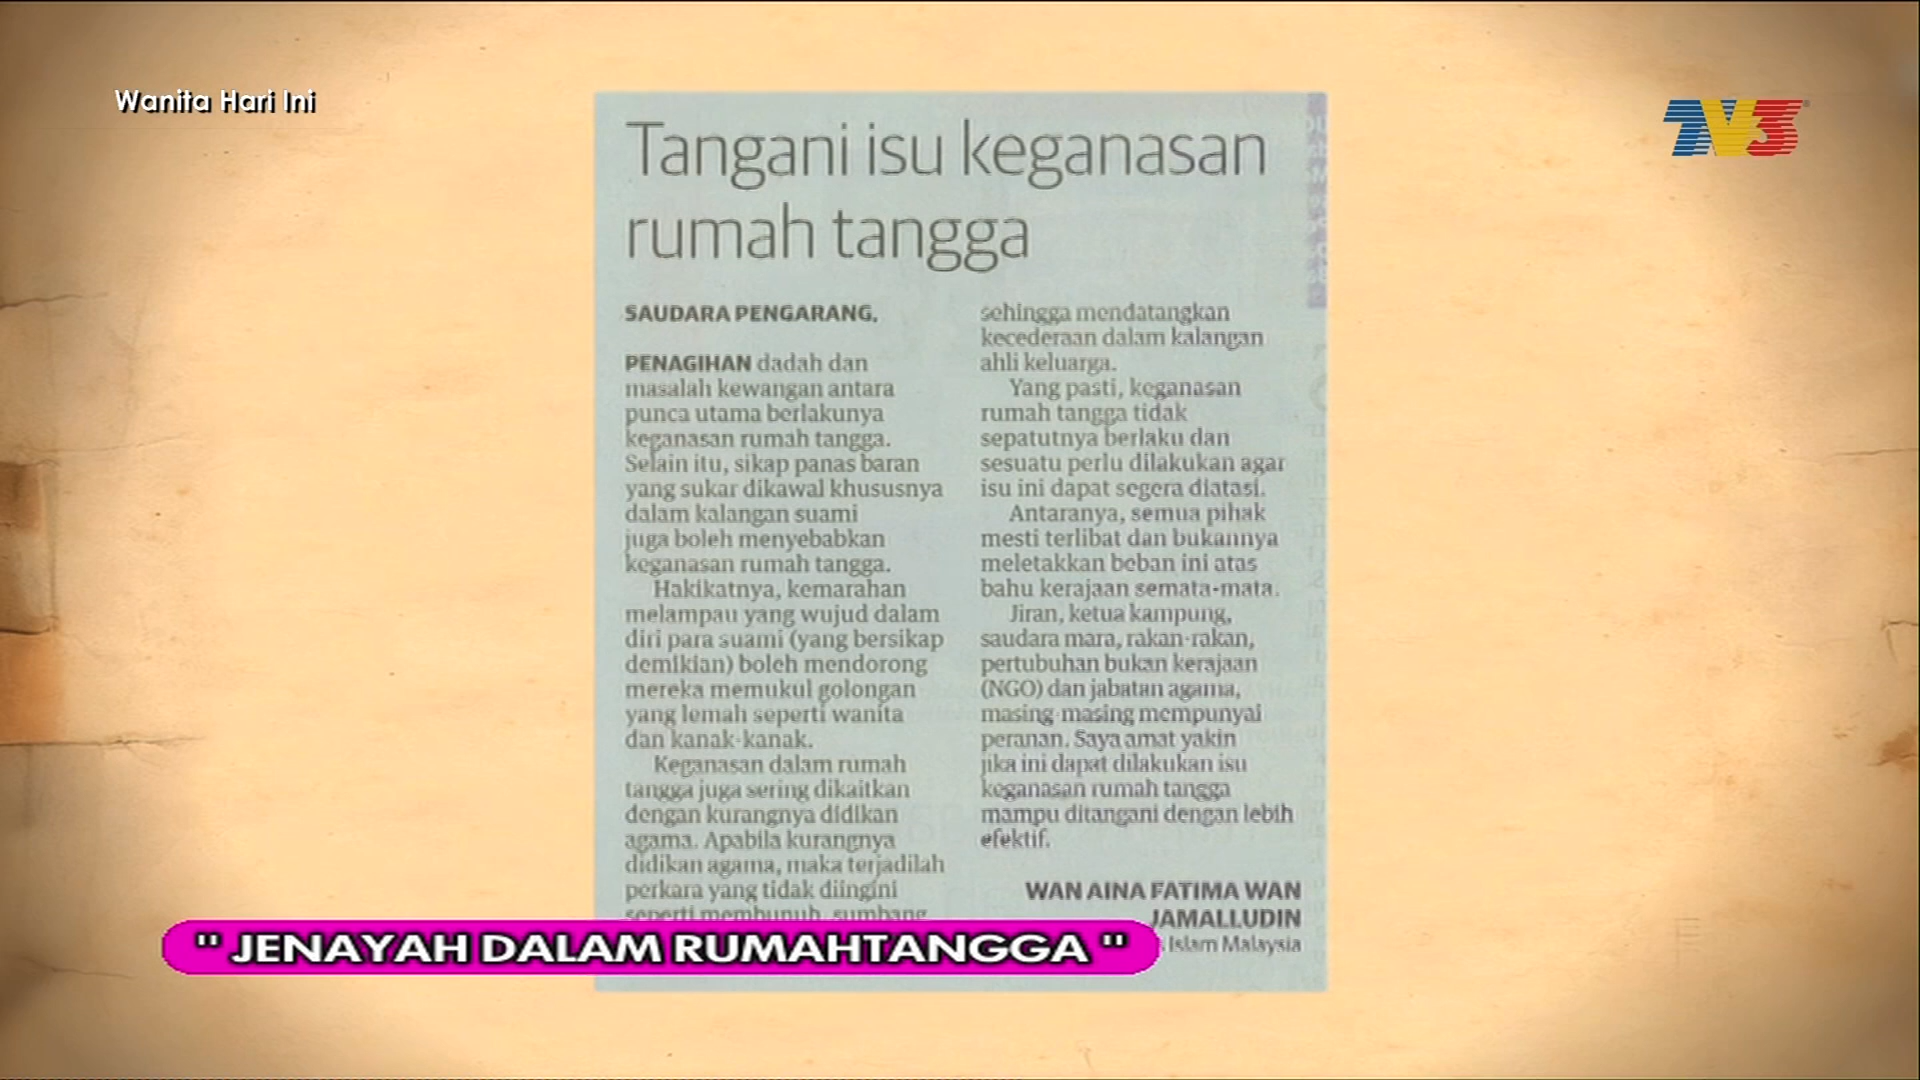 Wanita Hari Ini
TV3
Tangani isu keganasan
rumah tangga
SAUDARA PENGARANG,
PENAGIHAN dadah dan
masalah kewangan antara
punca utama berlakunya
keganasan rumah tangga.
Selain itu, sikap panas baran
yang sukar dikawal khususnya
dalam kalangan suami
juga boleh menyebabkan
keganasan rumah tangga.
Hakikatnya, kemarahan
melampau yang wujud dalam
diri para suami (yang bersikap
demikian) boleh mendorong
mereka memukul golongan
yang lemah seperti wanita
dan kanak-kanak.
Keganasan dalam rumah
tangga juga sering dikaitkan
dengan kurangnya didikan
agama. Apabila kurangnya
didikan agama, maka terjadilah
perkara yang tidak diingini
seperti membunuh, sumbang
sehingga mendatangkan
kecederaan dalam kalangan
ahli keluarga.
Yang pasti, keganasan
rumah tangga tidak
sepatutnya berlaku dan
sesuatu perlu dilakukan agar
isu ini dapat segera diatasi.
Antaranya, semua pihak
mesti terlibat dan bukannya
meletakkan beban ini atas
bahu kerajaan semata-mata.
Jiran, ketua kampung,
saudara mara, rakan-rakan,
pertubuhan bukan kerajaan
(NGO) dan jabatan agama,
masing-masing mempunyai
peranan. Saya amat yakin
jika ini dapat dilakukan isu
keganasan rumah tangga
mampu ditangani dengan lebih
efektif.
WAN AINA FATIMA WAN
JAMALLUDIN
Islam Malaysia
" JENAYAH DALAM RUMAHTANGGA "